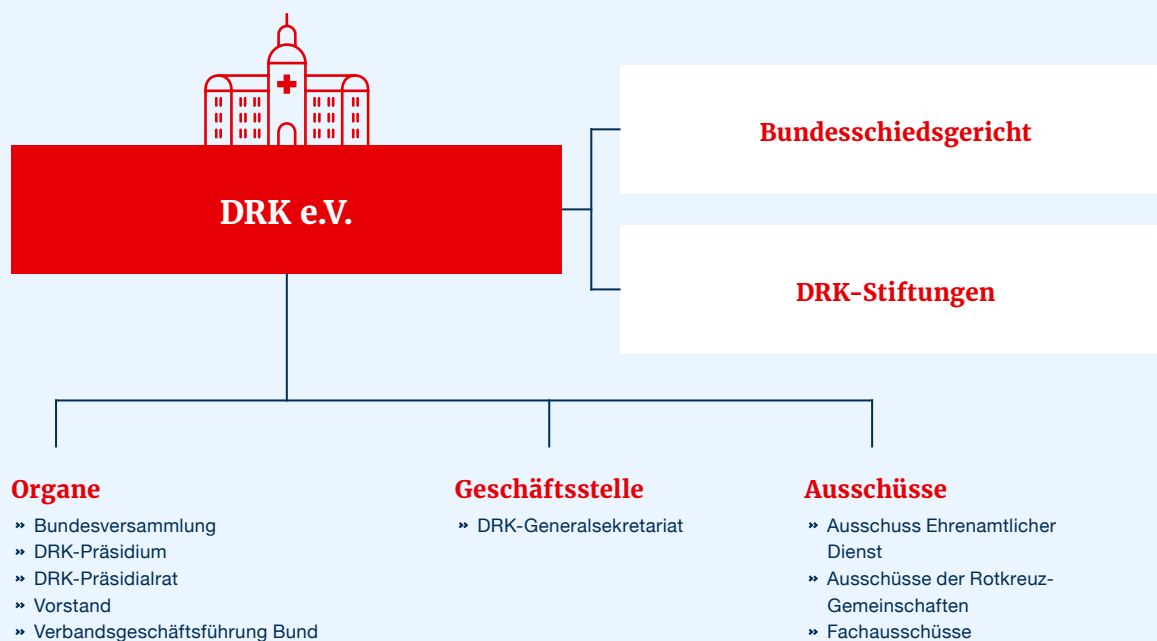 DRK e.V.
Bundesschiedsgericht
DRK-Stiftungen
Organe
» Bundesversammlung
» DRK-Präsidium
» DRK-Präsidialrat
» Vorstand
» Verbandsgeschäftsführung Bund
Geschäftsstelle
» DRK-Generalsekretariat
Ausschüsse
» Ausschuss Ehrenamtlicher
Dienst
» Ausschüsse der Rotkreuz-
Gemeinschaften
» Fachausschüsse